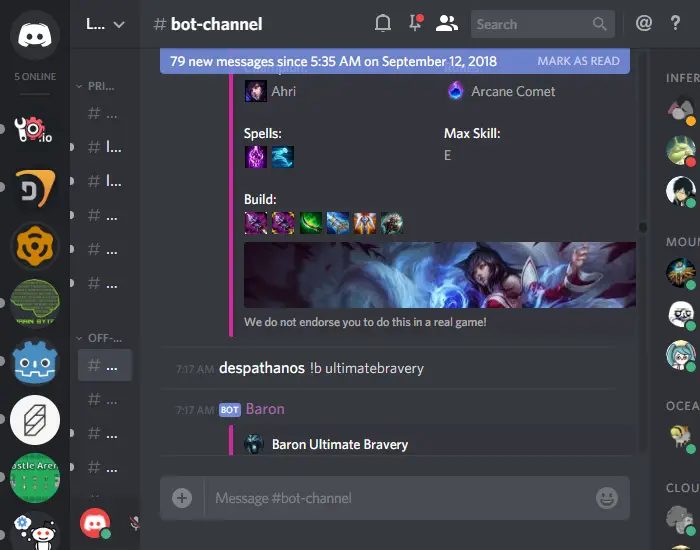 L...
# bot-channel
Search
5 ONLINE
79 new messages since 5:35 AM on September 12, 2018 MARK AS READ
PRI...
# ...
# l...
# l...
# ...
# ...
# ...
OFF-...
# ...
# ...
# ...
# ...
Ahri
Arcane Comet
Spells:
Max Skill:
E
Build:
We do not endorse you to do this in a real game!
7:17 AM despathanos !b ultimatebravery
7:17 AM BOT Baron
Baron Ultimate Bravery
Message #bot-channel
INFER
MOUN
OCEA
CLOU
.io
astle Aren